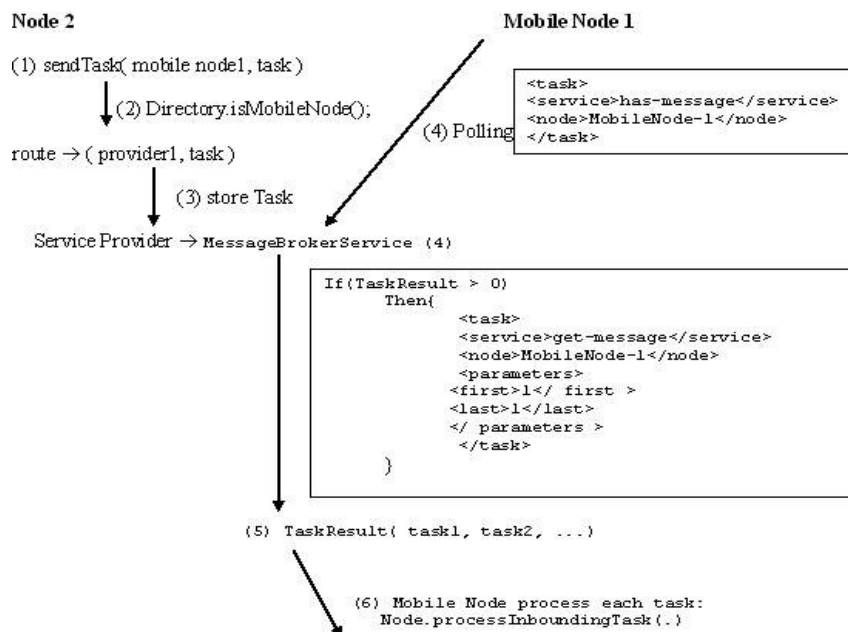 Node 2
Mobile Node 1
(1) sendTask( mobile node1, task )
(2) Directory.isMobileNode();
route → ( provider1, task )
(3) store Task
(4) Polling
<task>
<service>has-message</service>
<node>MobileNode-1</node>
</task>
Service Provider → MessageBrokerService (4)
If(TaskResult > 0)
Then{
<task>
<service>get-message</service>
<node>MobileNode-1</node>
<parameters>
<first>1</ first >
<last>1</last>
</ parameters >
</task>
}
(5) TaskResult( task1, task2, ...)
(6) Mobile Node process each task:
Node.processInboundingTask(.)